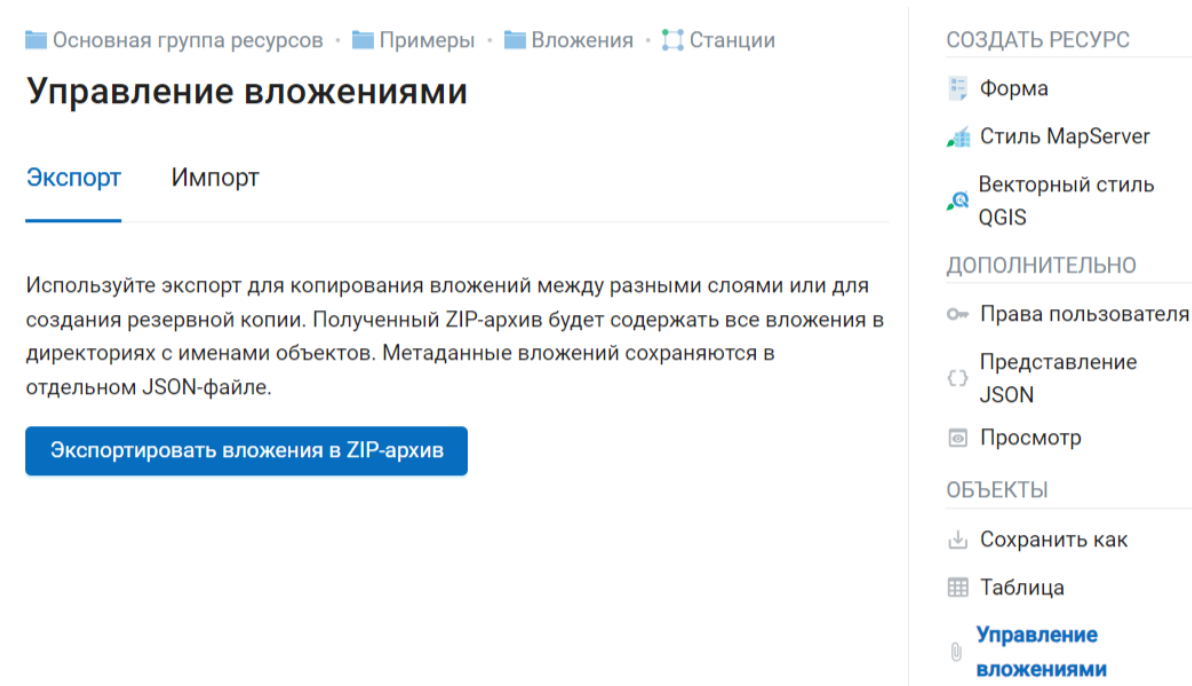 Основная группа ресурсов • Примеры • Вложения • Станции
Управление вложениями
Экспорт Импорт
Используйте экспорт для копирования вложений между разными слоями или для
создания резервной копии. Полученный ZIP-архив будет содержать все вложения в
директориях с именами объектов. Метаданные вложений сохраняются в
отдельном JSON-файле.
Экспортировать вложения в ZIP-архив
СОЗДАТЬ РЕСУРС
Форма
Стиль MapServer
Векторный стиль
QGIS
ДОПОЛНИТЕЛЬНО
Права пользователя
Представление
JSON
Просмотр
ОБЪЕКТЫ
Сохранить как
Таблица
Управление
вложениями